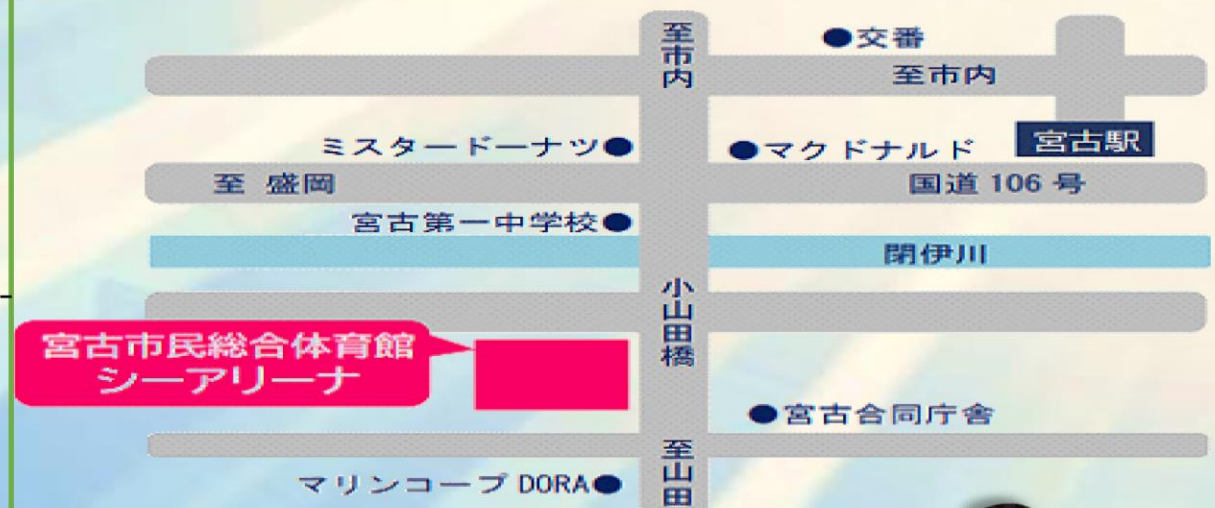 至市内
●交番
至市内
ミスタードーナツ●
●マクドナルド
宮古駅
至 盛岡
国道 106 号
宮古第一中学校●
閉伊川
小山田橋
宮古市民総合体育館
シーアリーナ
●宮古合同庁舎
至山田
マリンコープ DORA●